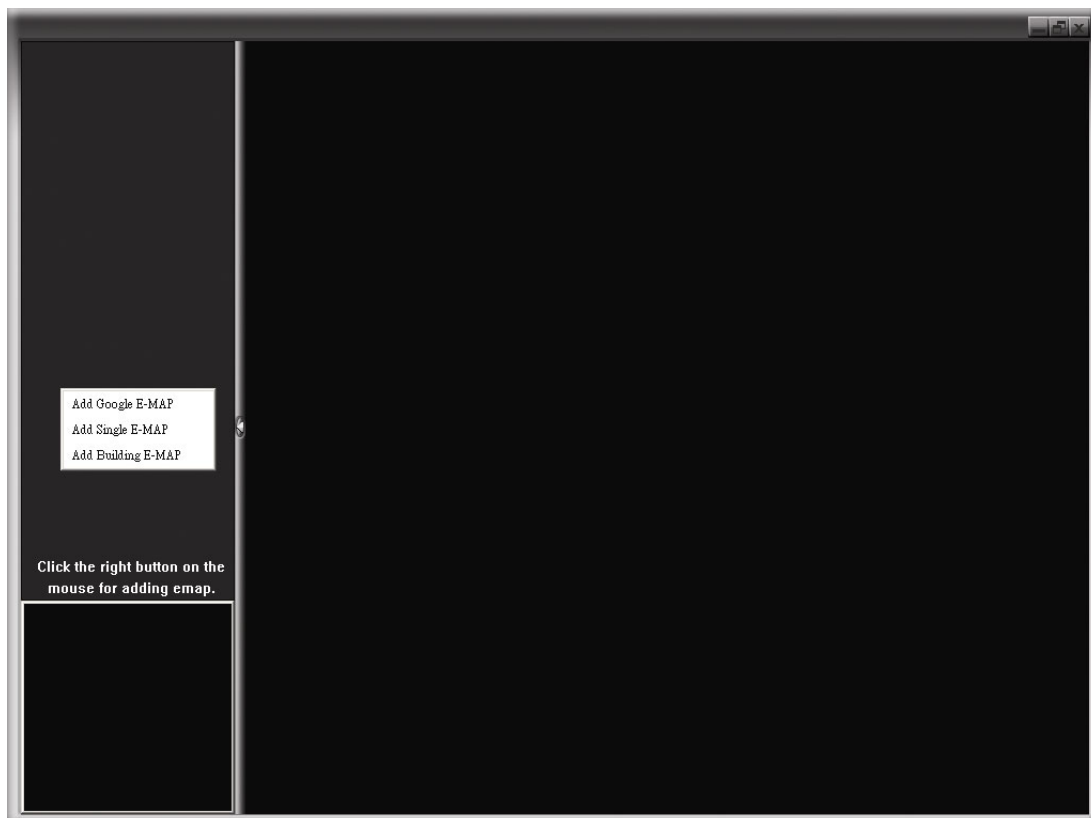 Add Google E-MAP
Add Single E-MAP
Add Building E-MAP
Click the right button on the
mouse for adding emap.